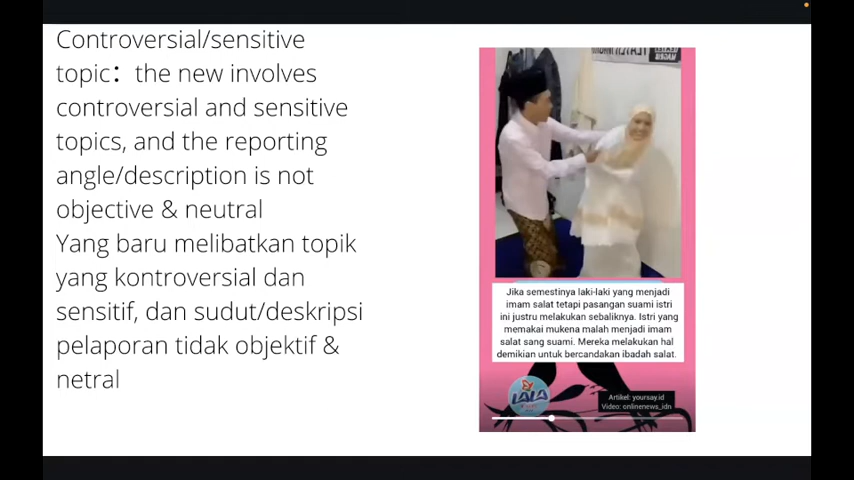 Controversial/sensitive
topic：the new involves
controversial and sensitive
topics, and the reporting
angle/description is not
objective & neutral
Yang baru melibatkan topik
yang kontroversial dan
sensitif, dan sudut/deskripsi
pelaporan tidak objektif &
netral
Jika semestinya laki-laki yang menjadi
imam salat tetapi pasangan suami istri
ini justru melakukan sebaliknya. Istri yang
memakai mukena malah menjadi imam
salat sang suami. Mereka melakukan hal
demikian untuk bercandakan ibadah salat.
LALA
Artikel: yoursay.id
Video: onlinenews_idn